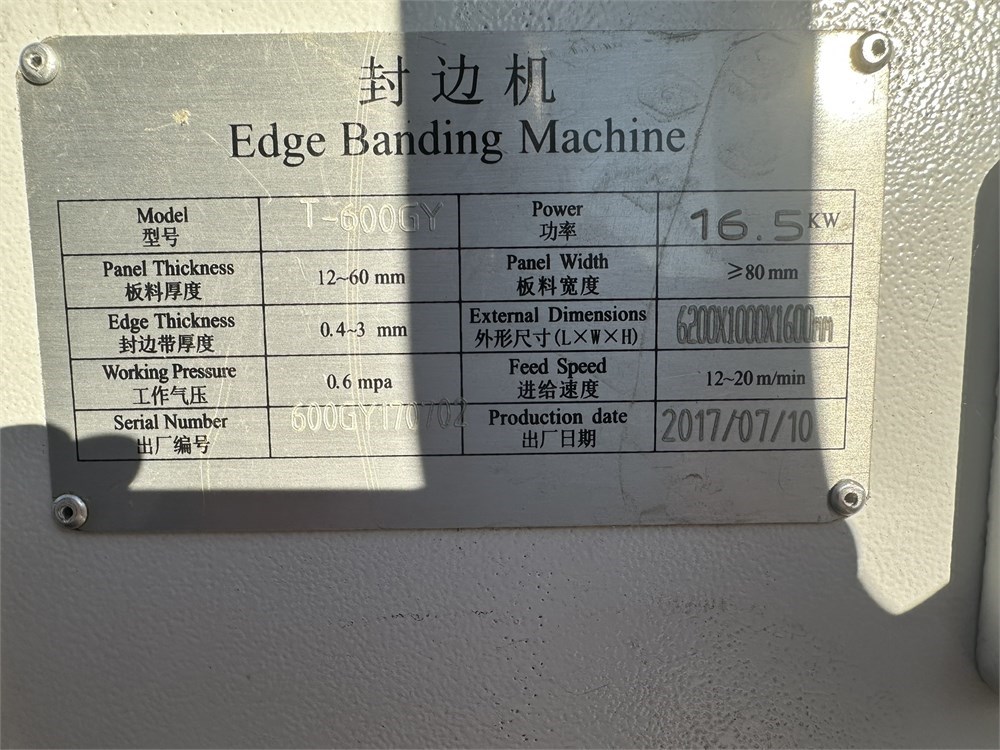 封边机
Edge Banding Machine
Model T-600GY Power 16.5 KW
型号 功率
Panel Thickness 12~60 mm Panel Width ≥80 mm
板料厚度 板料宽度
Edge Thickness 0.4~3 mm External Dimensions 6200X1000X1600mm
封边带厚度 外形尺寸(L×W×H)
Working Pressure 0.6 mpa Feed Speed 12~20 m/min
工作气压 进给速度
Serial Number 600GY170702 Production date 2017/07/10
出厂编号 出厂日期